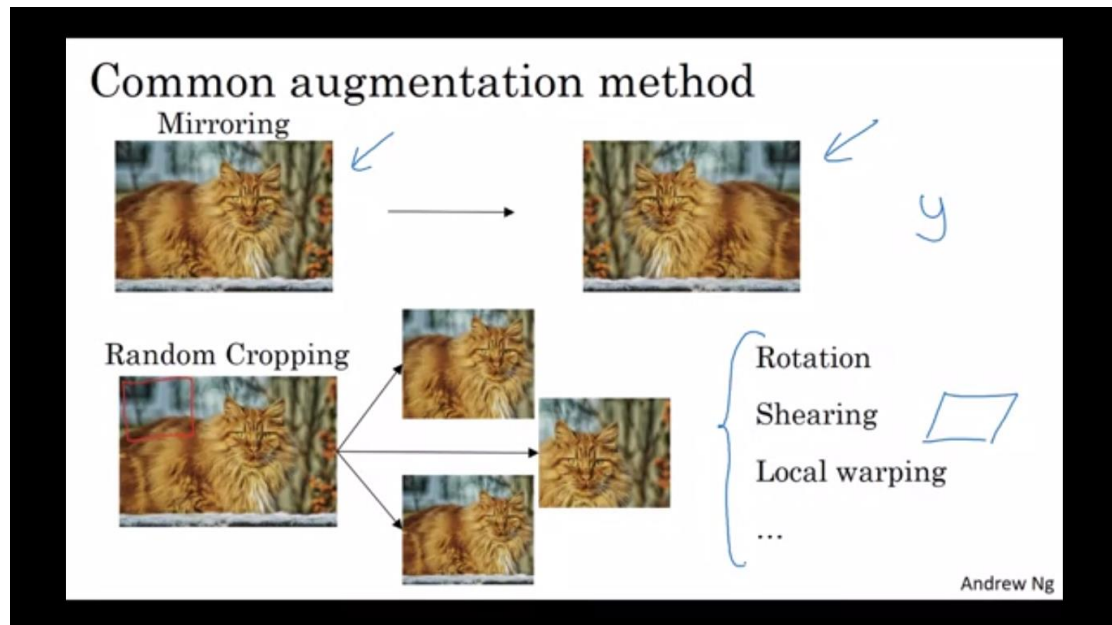 Common augmentation method
Mirroring
y
Random Cropping
Rotation
Shearing
Local warping
...
Andrew Ng